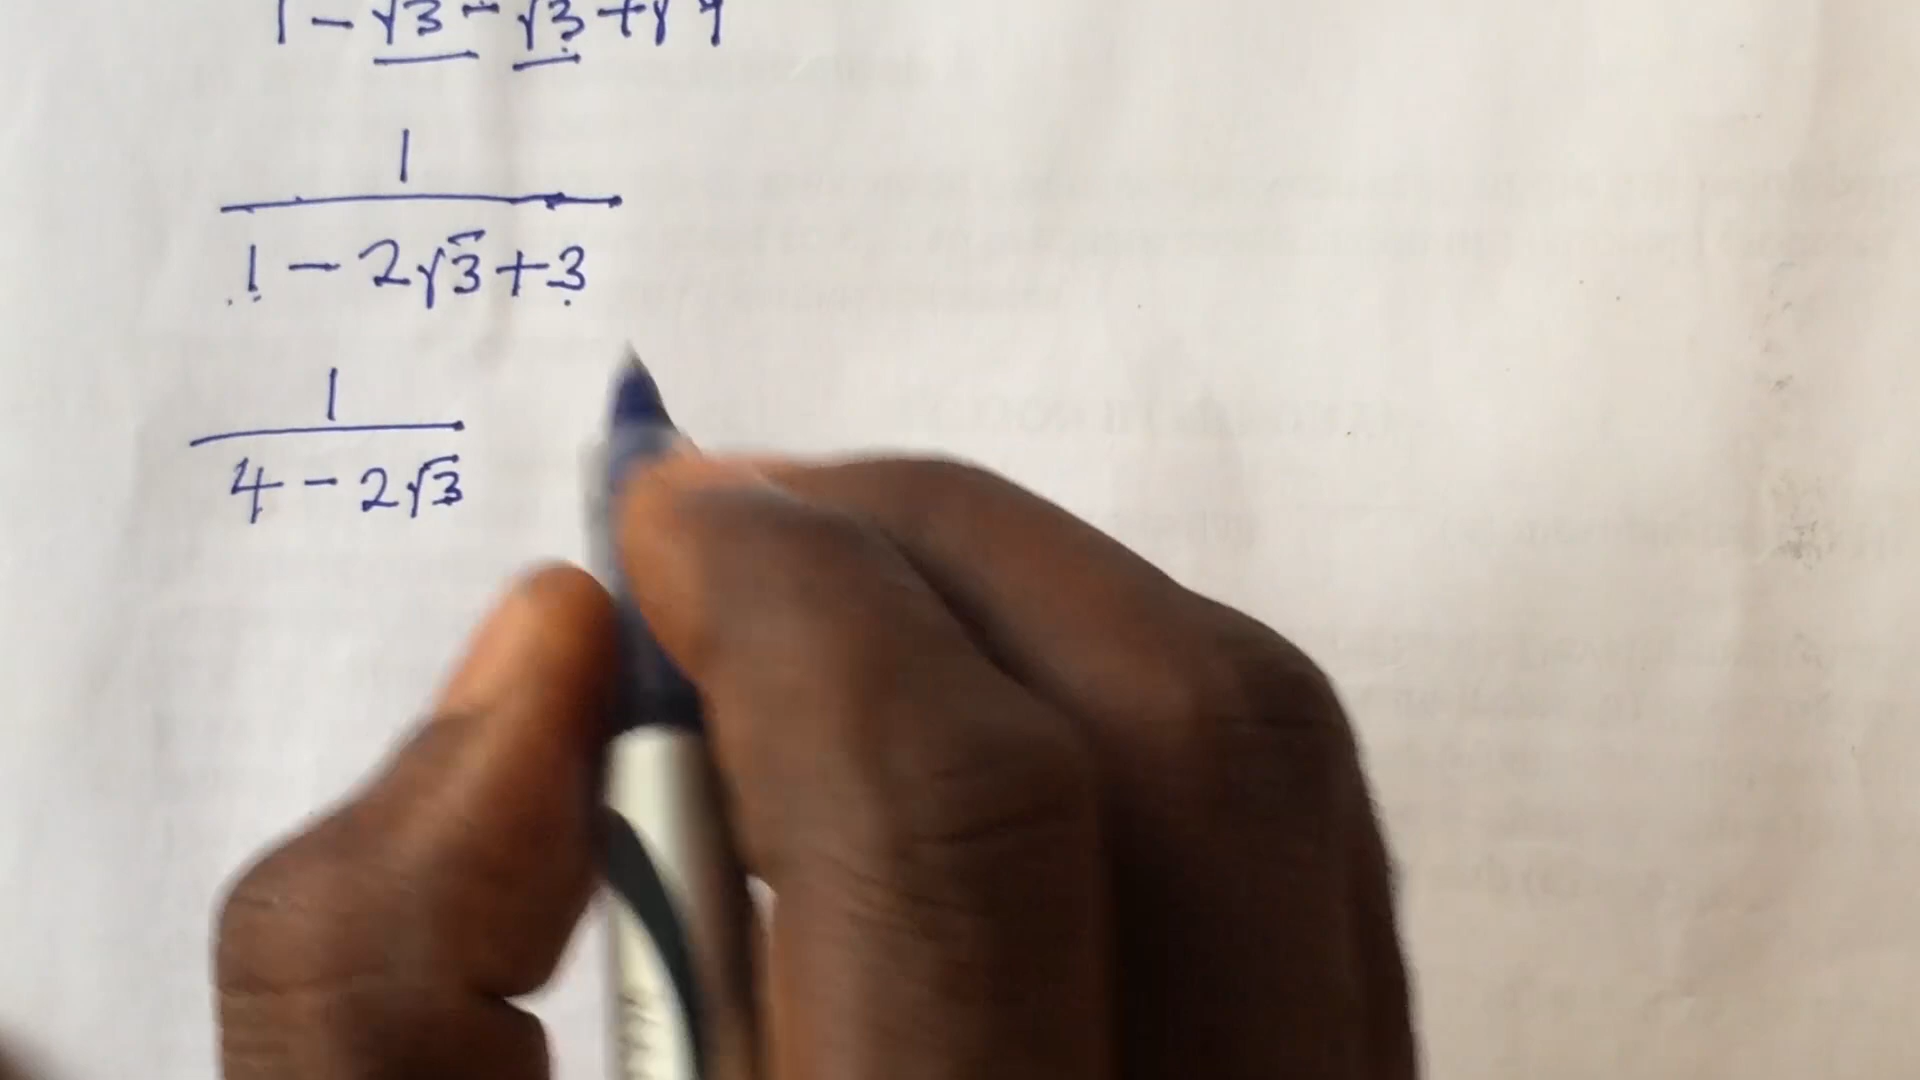 1 - √3 - √3 + √9
1
1 - 2√3 + 3
1
4 - 2√3